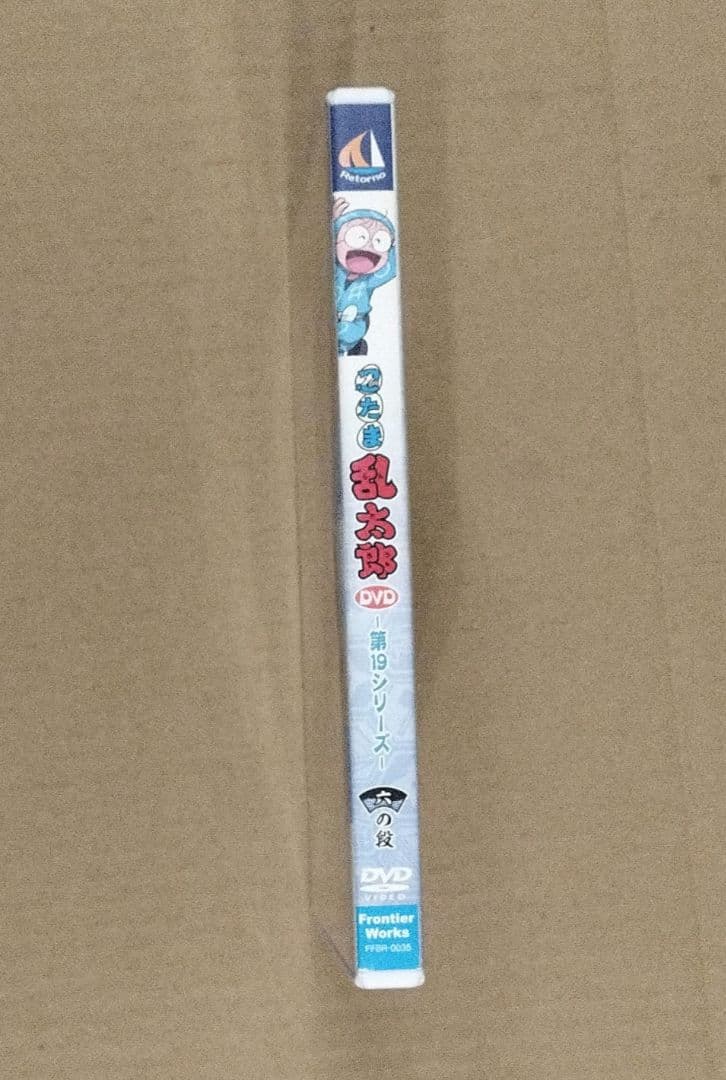 Retorno
忍たま
乱太郎
DVD
-第19シリーズ-
六の段
DVD
VIDEO
Frontier
Works
FFBR-0035